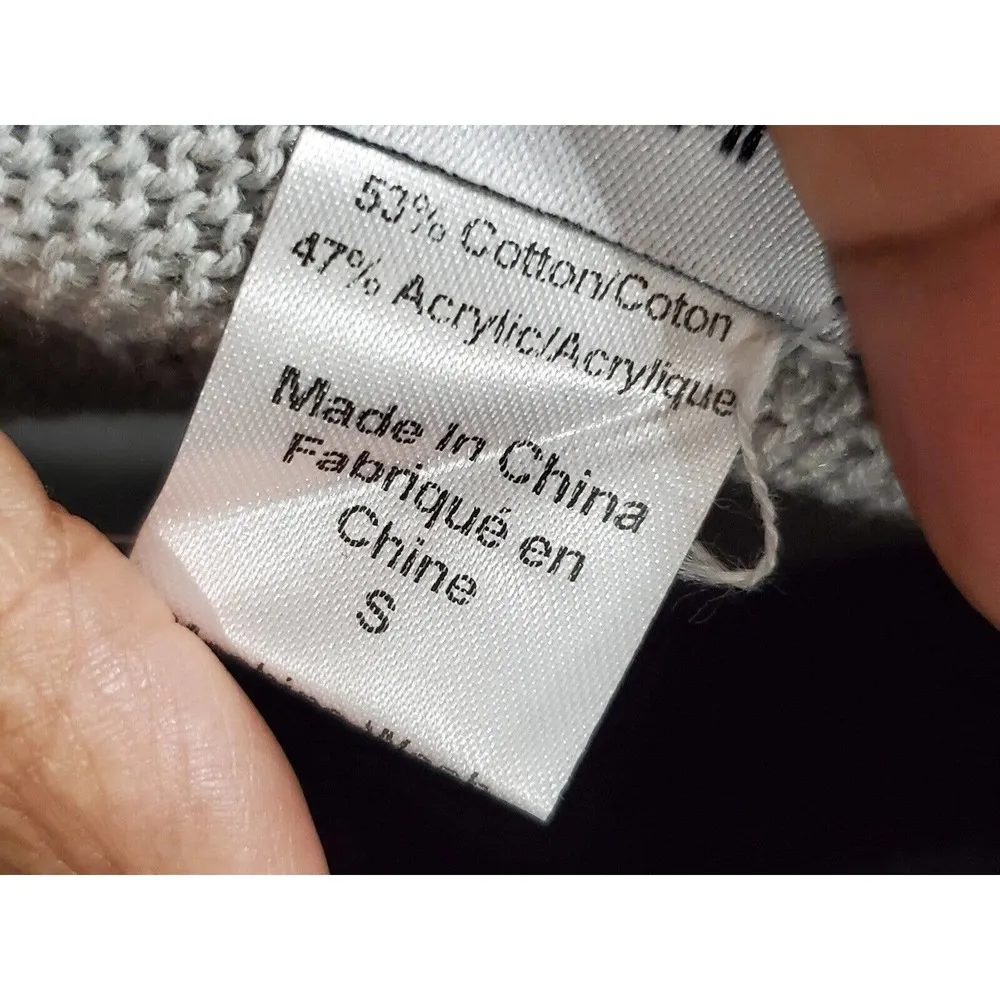 53% Cotton/Coton
47% Acrylic/Acrylique
Made In China
Fabriqué en
Chine
S